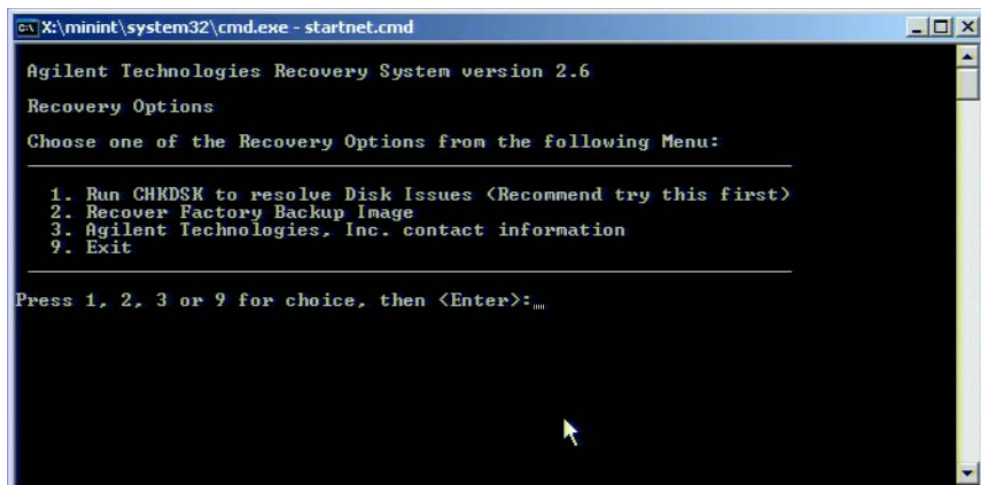 X:\minint\system32\cmd.exe - startnet.cmd
Agilent Technologies Recovery System version 2.6
Recovery Options
Choose one of the Recovery Options from the following Menu:
1. Run CHKDSK to resolve Disk Issues <Recommend try this first>
2. Recover Factory Backup Image
3. Agilent Technologies, Inc. contact information
9. Exit
Press 1, 2, 3 or 9 for choice, then <Enter>: